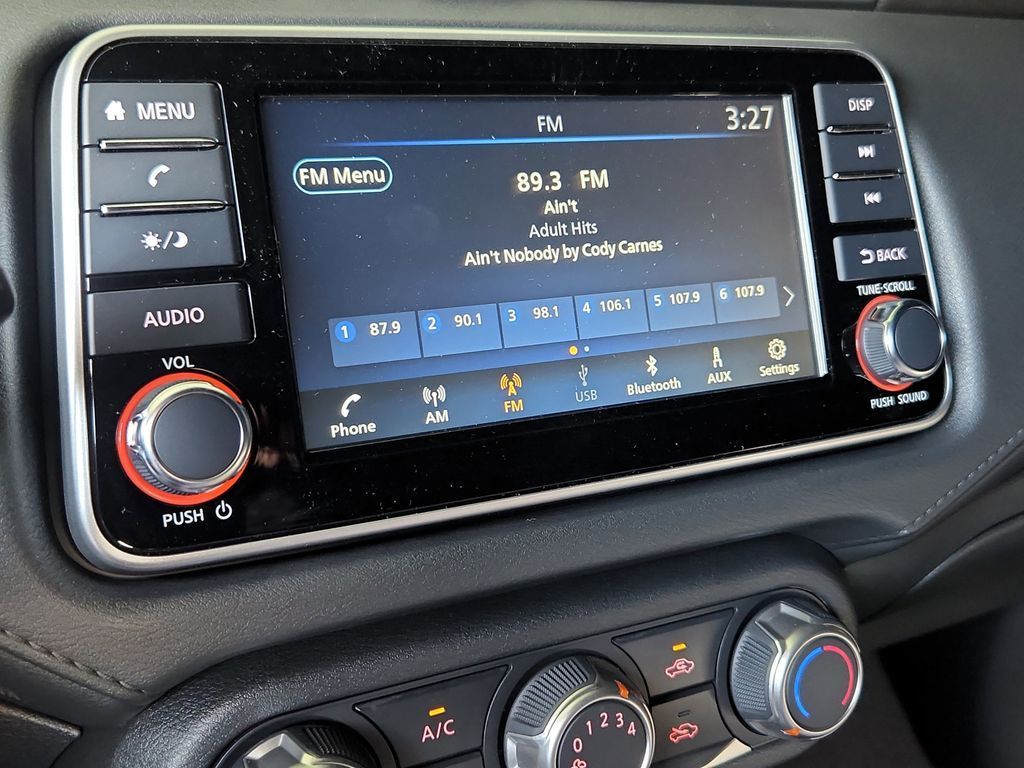 MENU
FM
3:27
DISP
FM Menu
89.3 FM
Ain't
Adult Hits
Ain't Nobody by Cody Carnes
BACK
AUDIO
TUNE·SCROLL
1 87.9
2 90.1
3 98.1
4 106.1
5 107.9
6 107.9
VOL
Phone
AM
FM
USB
Bluetooth
AUX
Settings
PUSH SOUND
PUSH
A/C
0 1 2 3 4